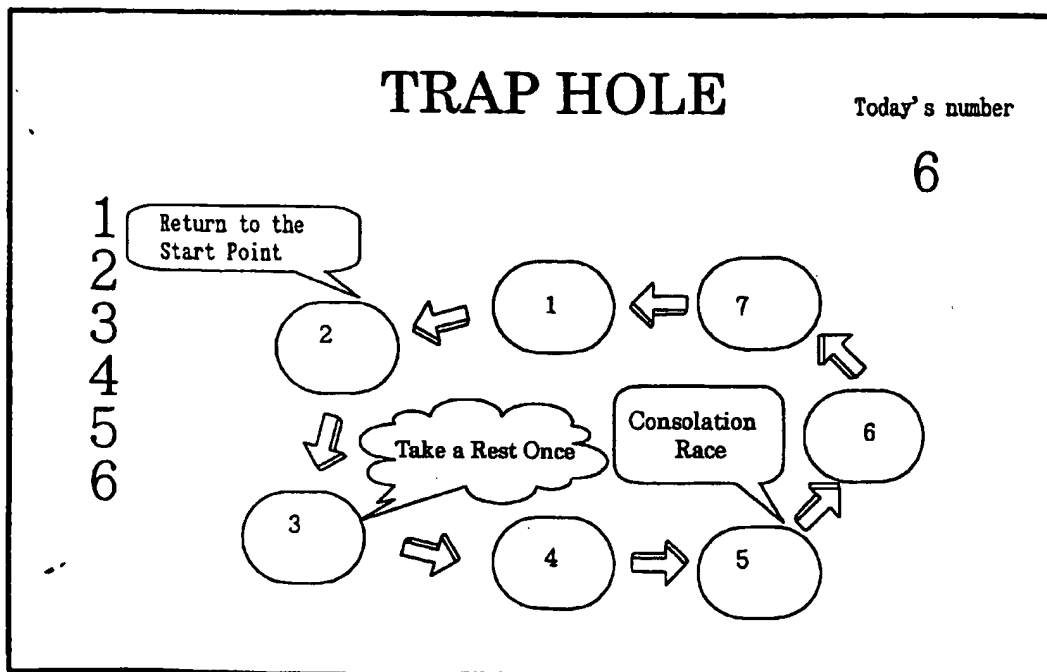 TRAP HOLE
Today's number
6
1
2
3
4
5
6
Return to the
Start Point
1
7
2
Take a Rest Once
Consolation
Race
6
3
4
5